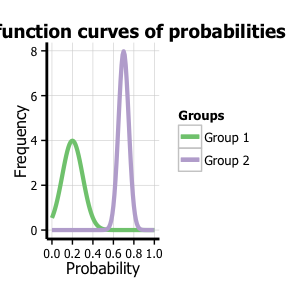 function curves of probabilities
Frequency
8
6
4
2
0
0.0 0.2 0.4 0.6 0.8 1.0
Probability
Groups
Group 1
Group 2